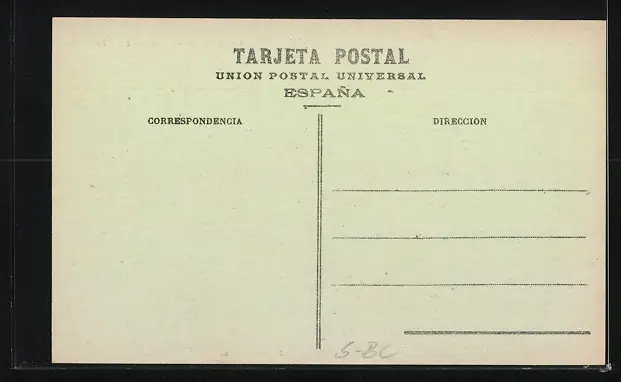 TARJETA POSTAL
UNION POSTAL UNIVERSAL
ESPAÑA
CORRESPONDENCIA
DIRECCION
5-BC